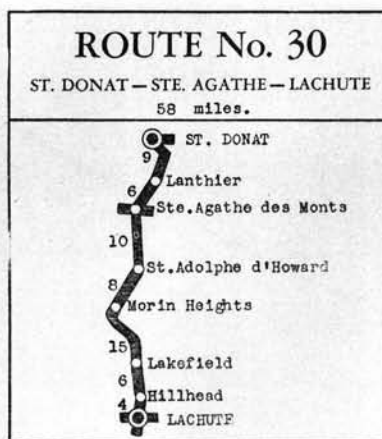 ROUTE No. 30
ST. DONAT — STE. AGATHE — LACHUTE
58 miles.
ST. DONAT
9
Lanthier
6
Ste.Agathe des Monts
10
St.Adolphe d'Howard
8
Morin Heights
15
Lakefield
6
Hillhead
4
LACHUTE